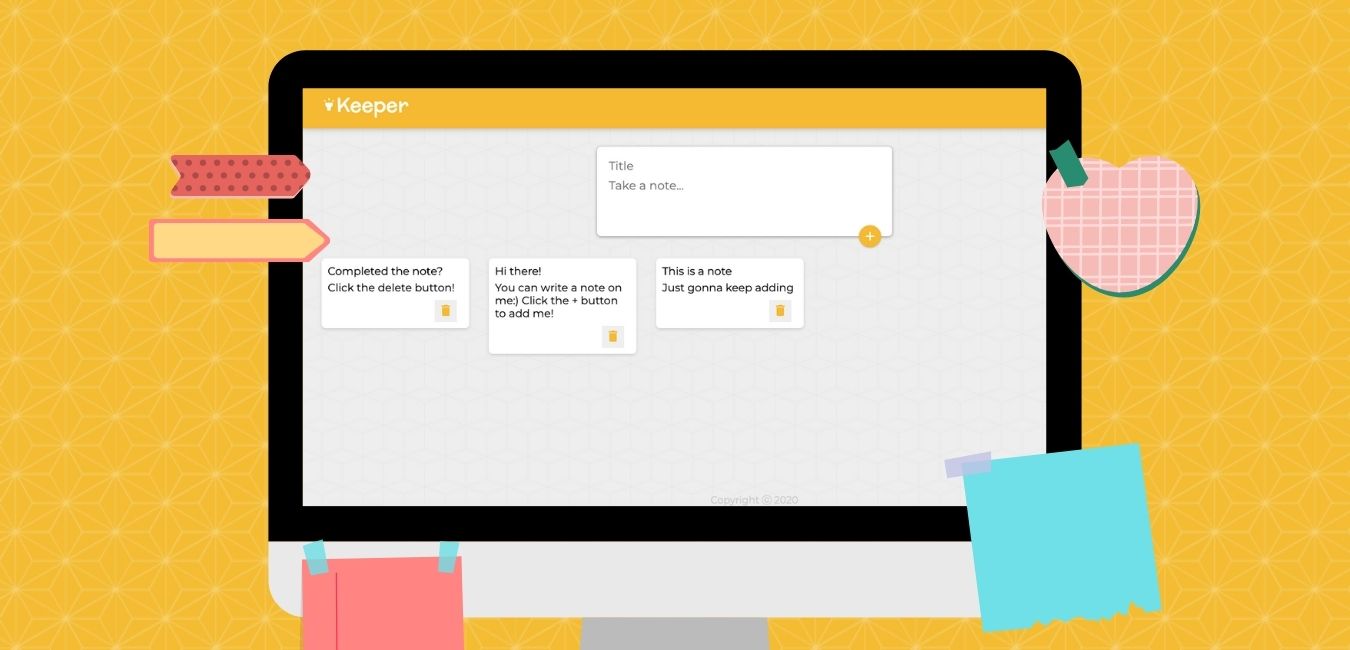 Keeper
Title
Take a note...
Completed the note?
Click the delete button!
Hi there!
You can write a note on
me:) Click the + button
to add me!
This is a note
Just gonna keep adding
Copyright ⓒ 2020